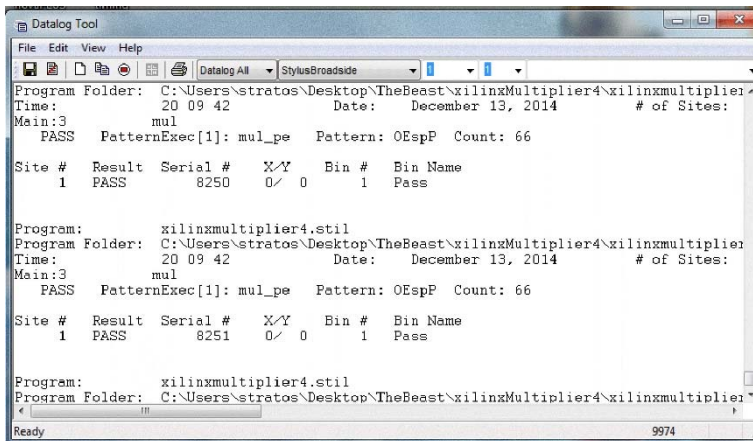 Datalog Tool
File Edit View Help
Datalog All StylusBroadside 1 1
Program Folder: C:\Users\stratos\Desktop\TheBeast\xilinxMultiplier4\xilinxmultiplier
Time: 20 09 42 Date: December 13, 2014 # of Sites:
Main:3 mul
PASS PatternExec[1]: mul_pe Pattern: OEspP Count: 66
Site # Result Serial # X/Y Bin # Bin Name
1 PASS 8250 0/ 0 1 Pass
Program: xilinxmultiplier4.stil
Program Folder: C:\Users\stratos\Desktop\TheBeast\xilinxMultiplier4\xilinxmultiplier
Time: 20 09 42 Date: December 13, 2014 # of Sites:
Main:3 mul
PASS PatternExec[1]: mul_pe Pattern: OEspP Count: 66
Site # Result Serial # X/Y Bin # Bin Name
1 PASS 8251 0/ 0 1 Pass
Program: xilinxmultiplier4.stil
Program Folder: C:\Users\stratos\Desktop\TheBeast\xilinxMultiplier4\xilinxmultiplier
Ready 9974